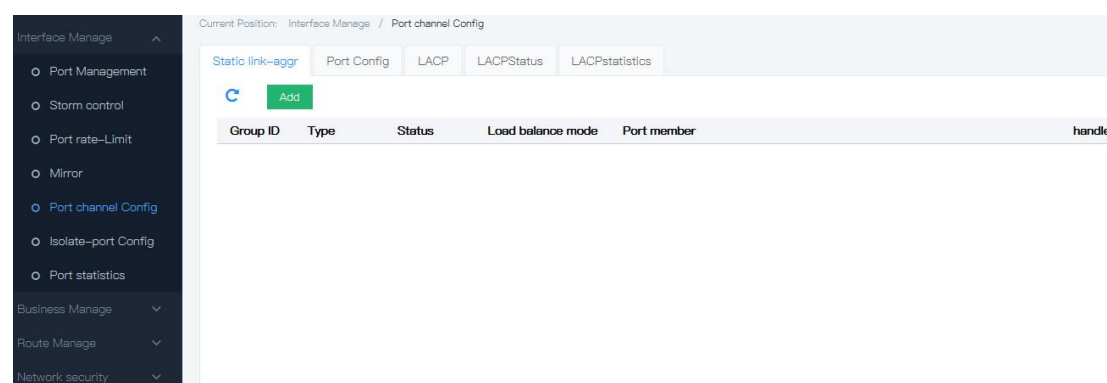 Current Position: Interface Manage / Port channel Config
Interface Manage
Port Management
Storm control
Port rate-Limit
Mirror
Port channel Config
Isolate-port Config
Port statistics
Business Manage
Route Manage
Network security
Static link-aggr Port Config LACP LACPStatus LACPstatistics
Add
Group ID Type Status Load balance mode Port member handle